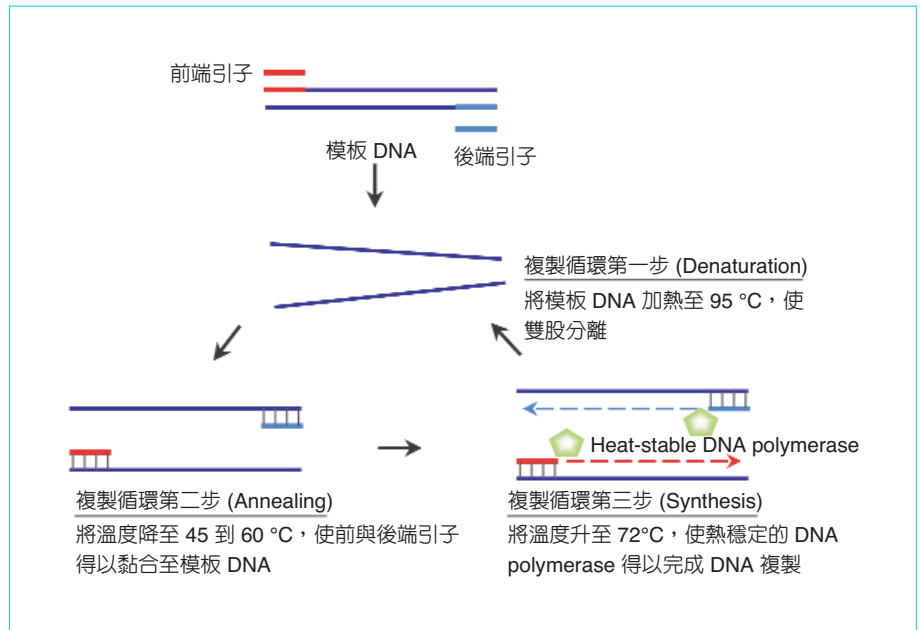 前端引子
模板 DNA
後端引子
複製循環第一步 (Denaturation)
將模板 DNA 加熱至 95 °C，使
雙股分離
Heat-stable DNA polymerase
複製循環第二步 (Annealing)
將溫度降至 45 到 60 °C，使前與後端引子
得以黏合至模板 DNA
複製循環第三步 (Synthesis)
將溫度升至 72°C，使熱穩定的 DNA
polymerase 得以完成 DNA 複製